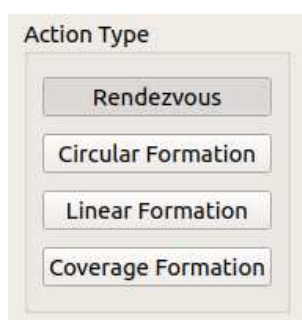 Action Type
Rendezvous
Circular Formation
Linear Formation
Coverage Formation